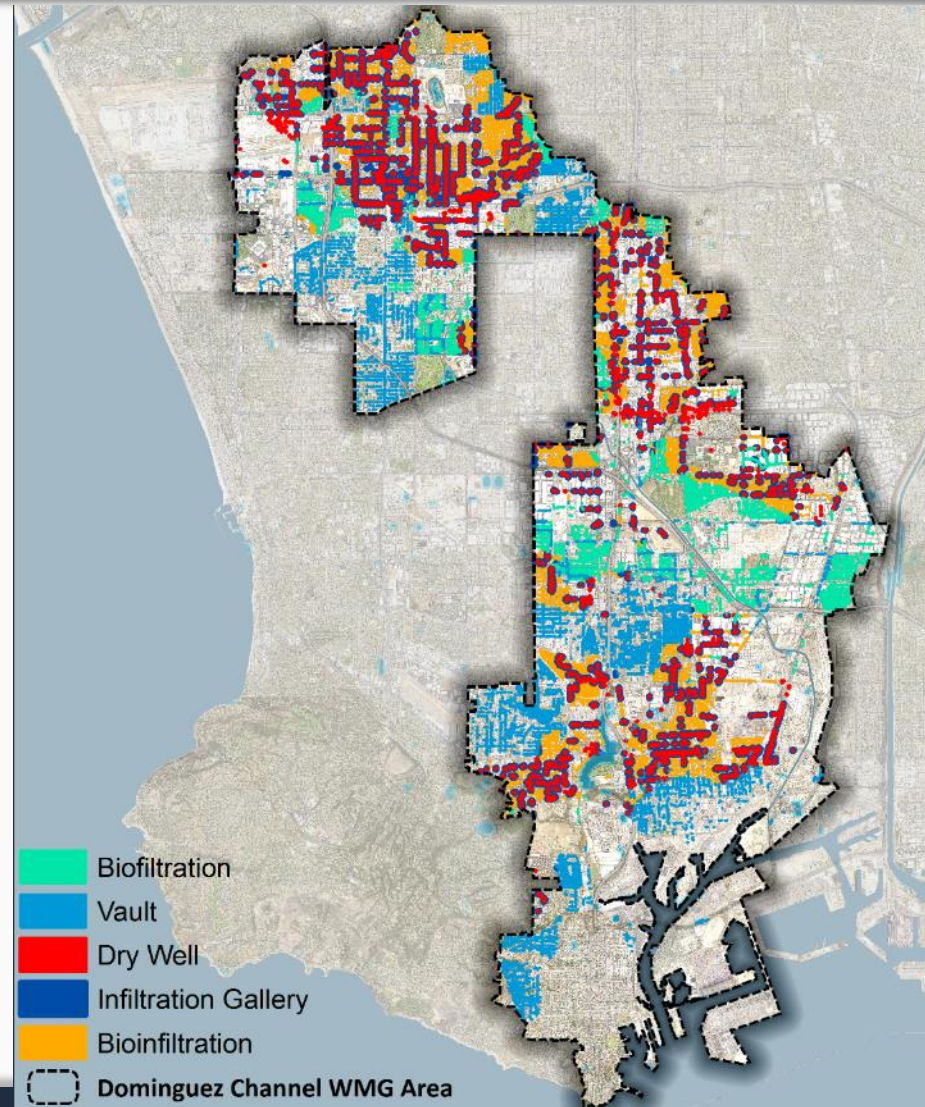 Biofiltration
Vault
Dry Well
Infiltration Gallery
Bioinfiltration
Dominguez Channel WMG Area